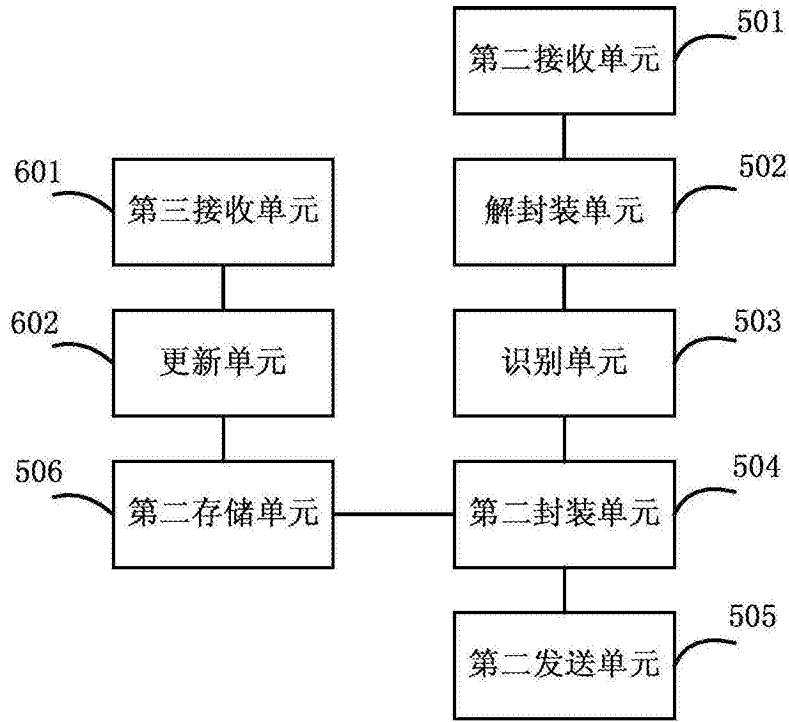 501
第二接收单元
601
第三接收单元
502
解封装单元
602
更新单元
503
识别单元
506
第二存储单元
504
第二封装单元
505
第二发送单元